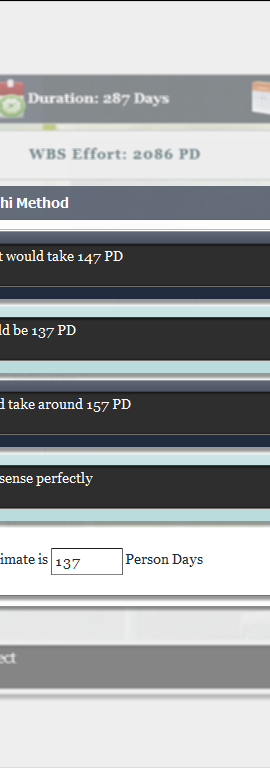 Duration: 287 Days
WBS Effort: 2086 PD
hi Method
t would take 147 PD
ld be 137 PD
d take around 157 PD
sense perfectly
imate is 137 Person Days
ect